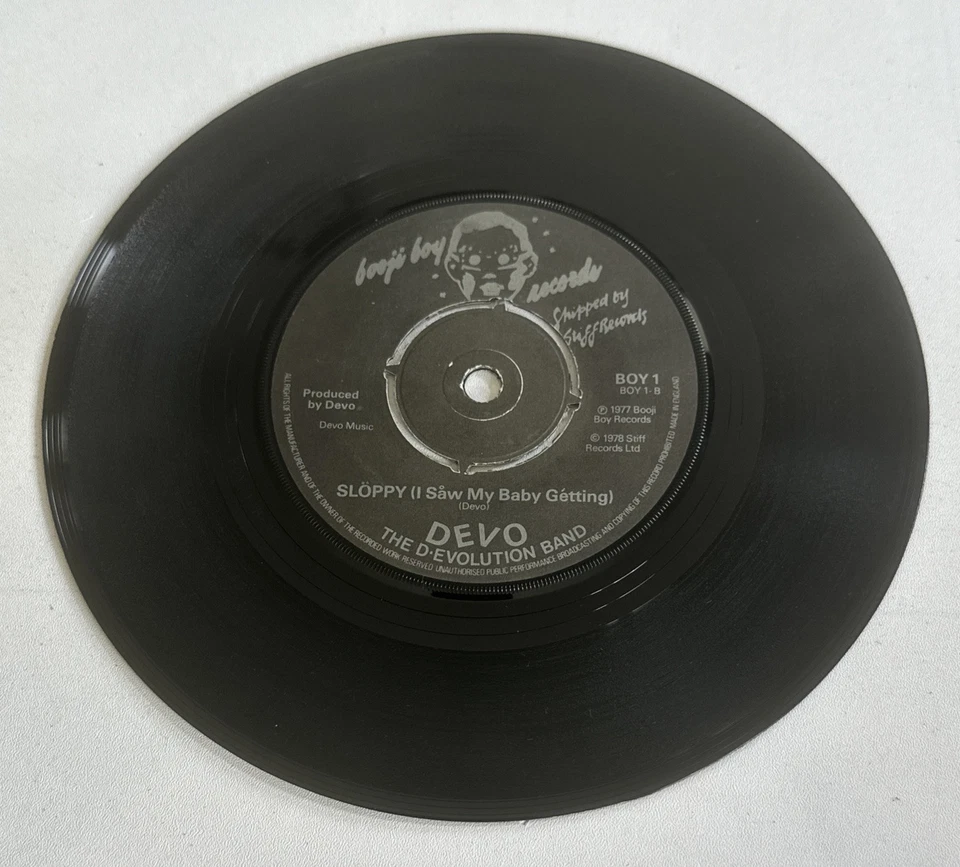 booji boy
records
Shipped by
Stiff Records
Produced
by Devo
Devo Music
BOY 1
BOY 1-B
℗ 1977 Booji
Boy Records
© 1978 Stiff
Records Ltd
SLÖPPY (I Såw My Baby Gétting)
(Devo)
DEVO
THE D·EVOLUTION BAND
ALL RIGHTS OF THE MANUFACTURER AND OF THE OWNER OF THE RECORDED WORK RESERVED UNAUTHORISED PUBLIC PERFORMANCE BROADCASTING AND COPYING OF THIS RECORD PROHIBITED MADE IN ENGLAND